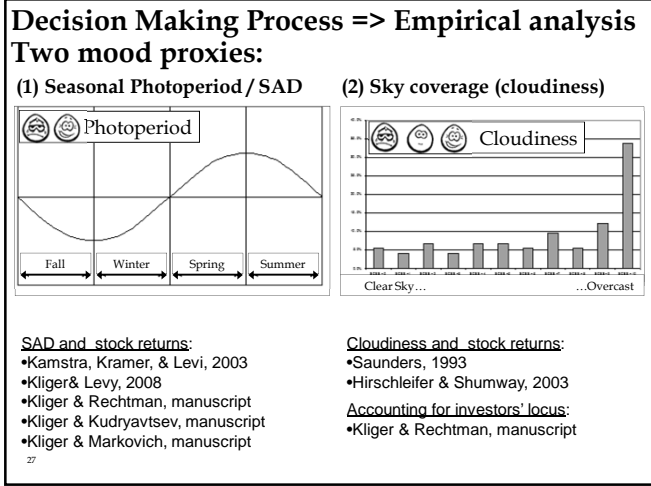 Decision Making Process => Empirical analysis
Two mood proxies:
(1) Seasonal Photoperiod / SAD
(2) Sky coverage (cloudiness)
Photoperiod
Fall
Winter
Spring
Summer
Cloudiness
Clear Sky…
…Overcast
SAD and stock returns:
•Kamstra, Kramer, & Levi, 2003
•Kliger& Levy, 2008
•Kliger & Rechtman, manuscript
•Kliger & Kudryavtsev, manuscript
•Kliger & Markovich, manuscript
Cloudiness and stock returns:
•Saunders, 1993
•Hirschleifer & Shumway, 2003
Accounting for investors' locus:
•Kliger & Rechtman, manuscript
27